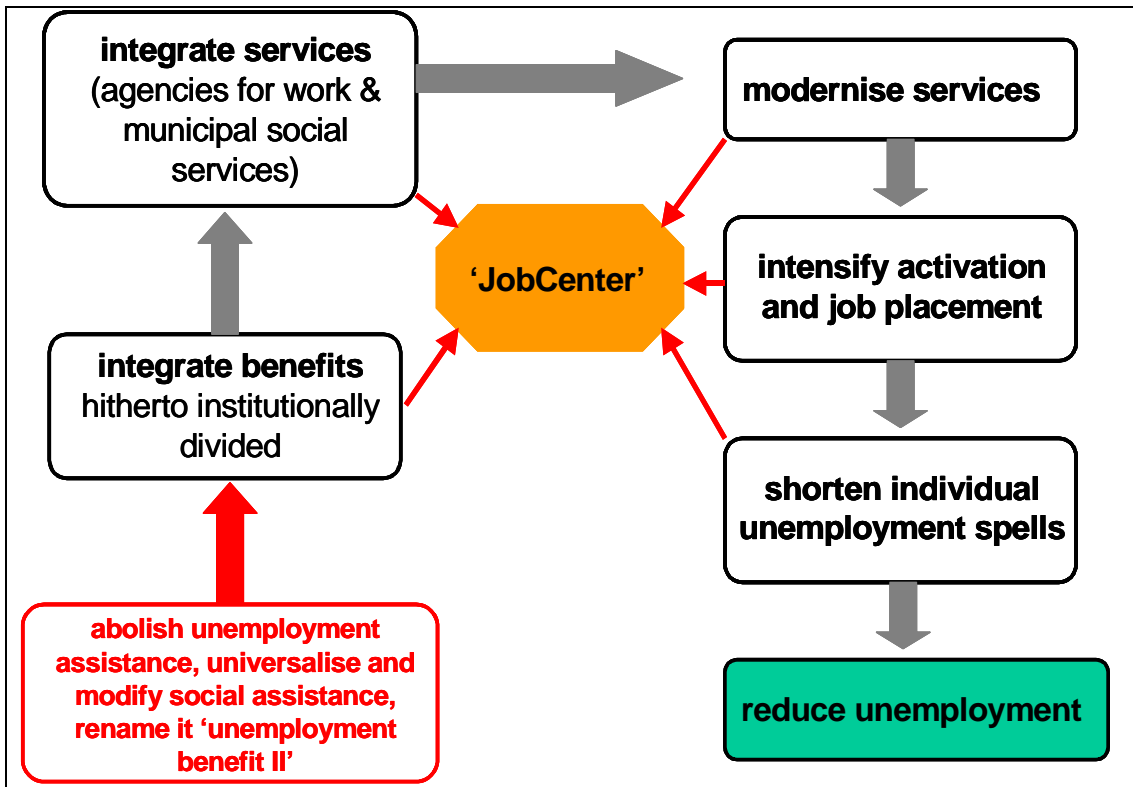 integrate services
(agencies for work &
municipal social
services)
modernise services
‘JobCenter’
intensify activation
and job placement
integrate benefits
hitherto institutionally
divided
shorten individual
unemployment spells
abolish unemployment
assistance, universalise and
modify social assistance,
rename it ‘unemployment
benefit II’
reduce unemployment